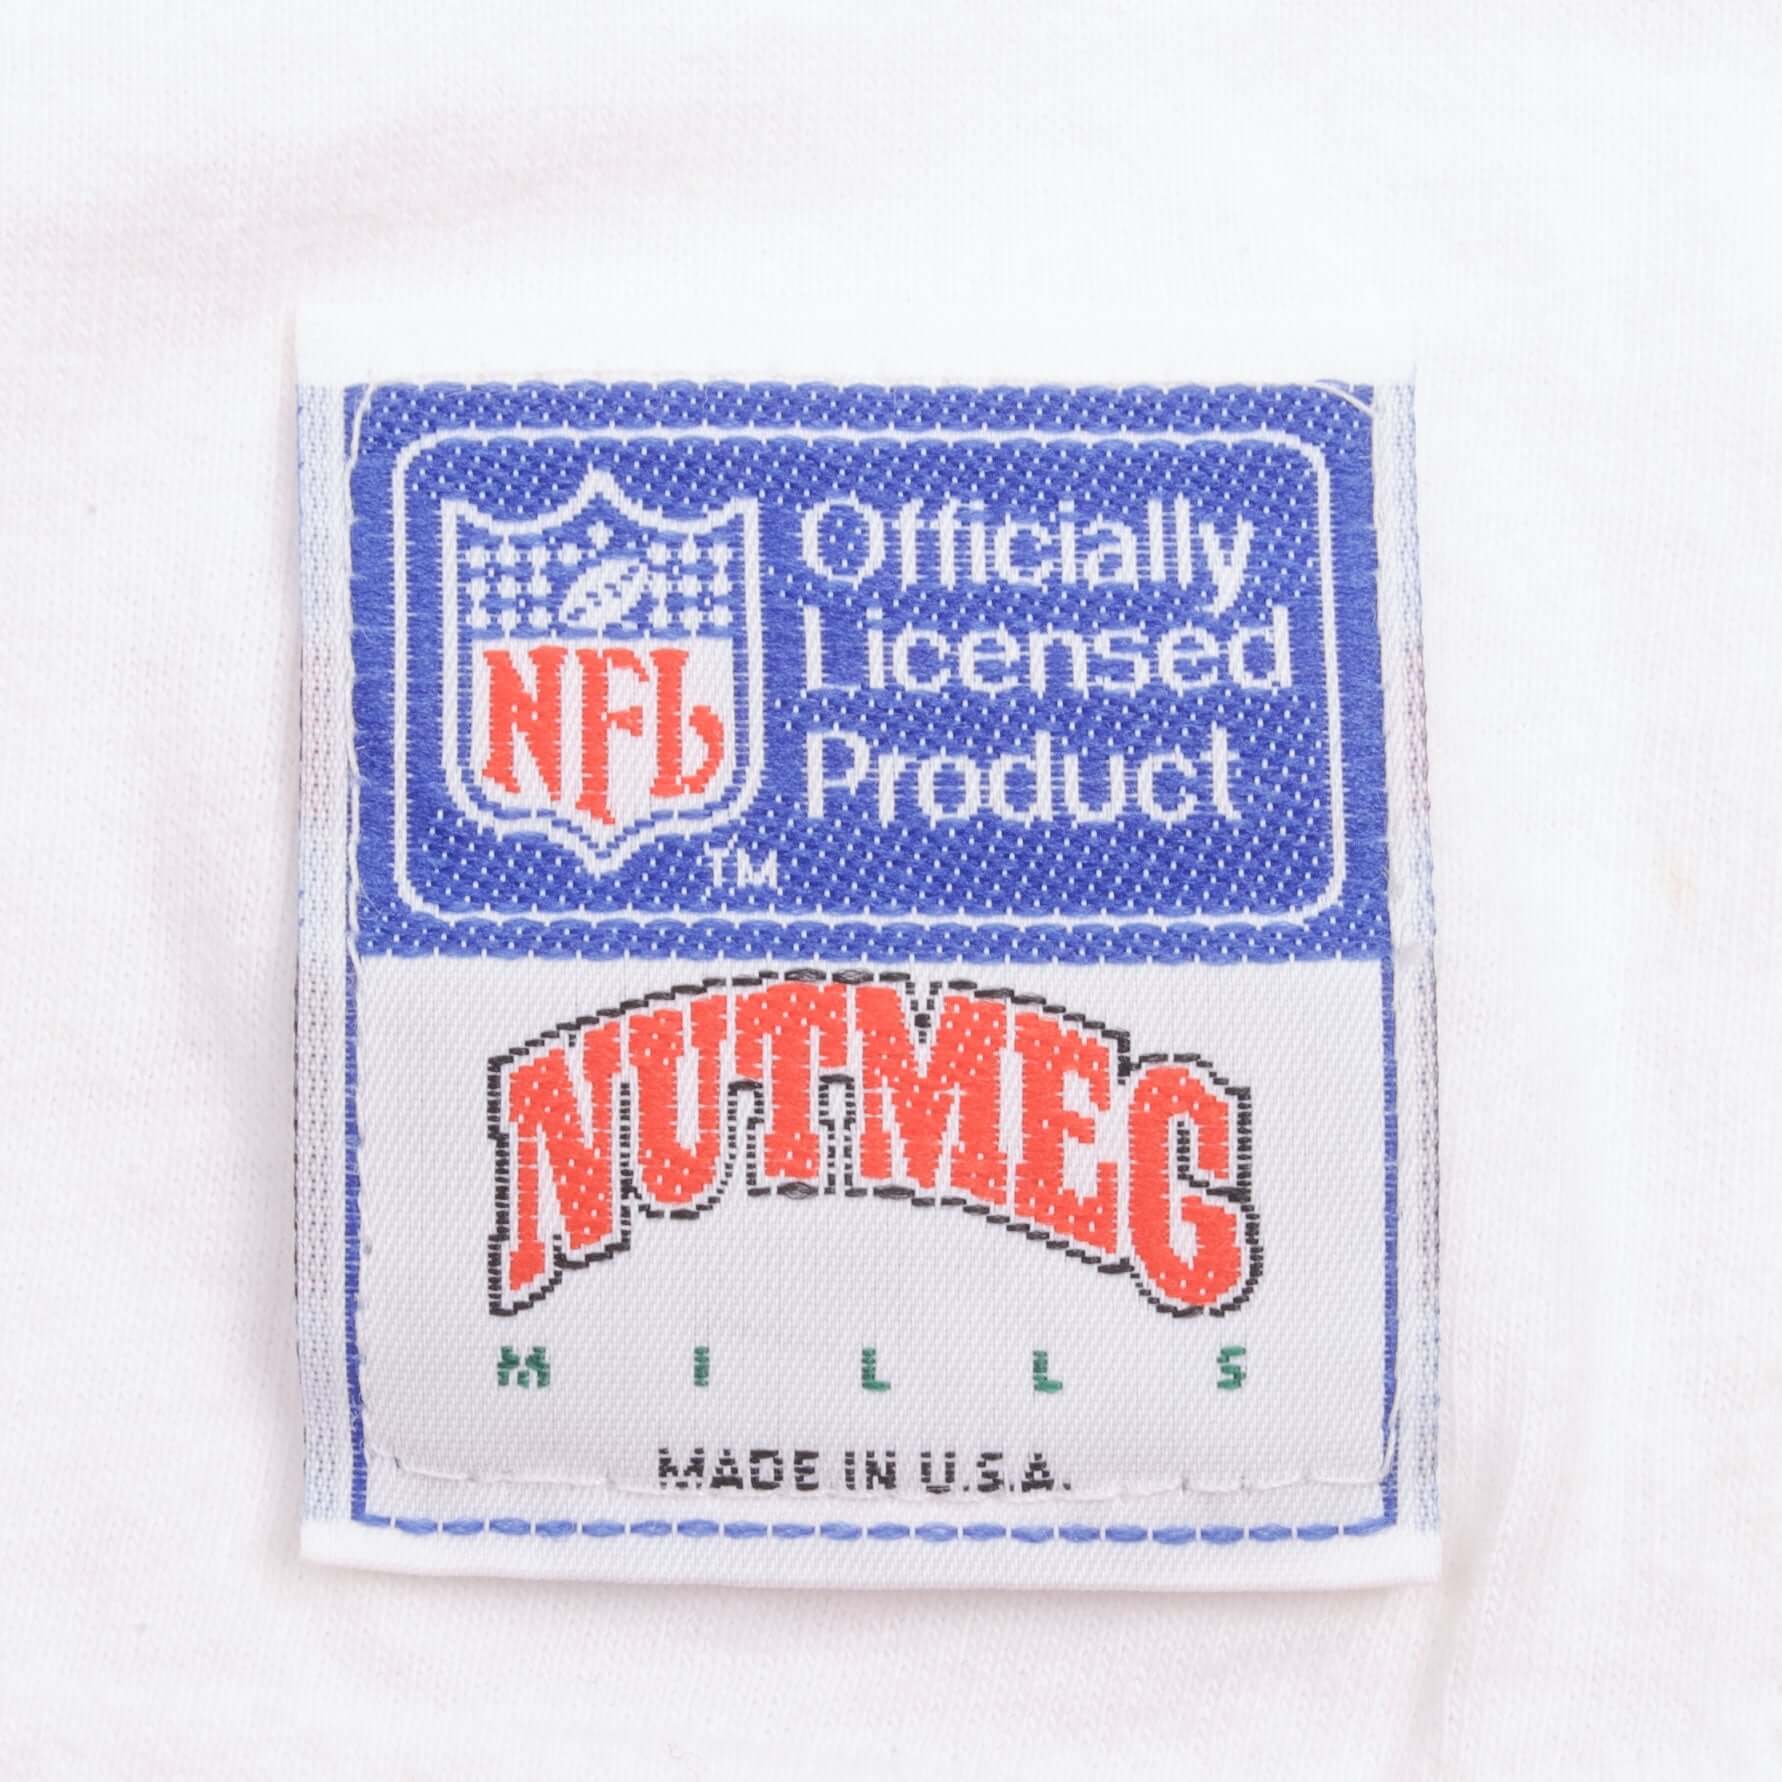 NFL
TM
Officially
Licensed
Product
NUTMEG
MILLS
MADE IN U.S.A.